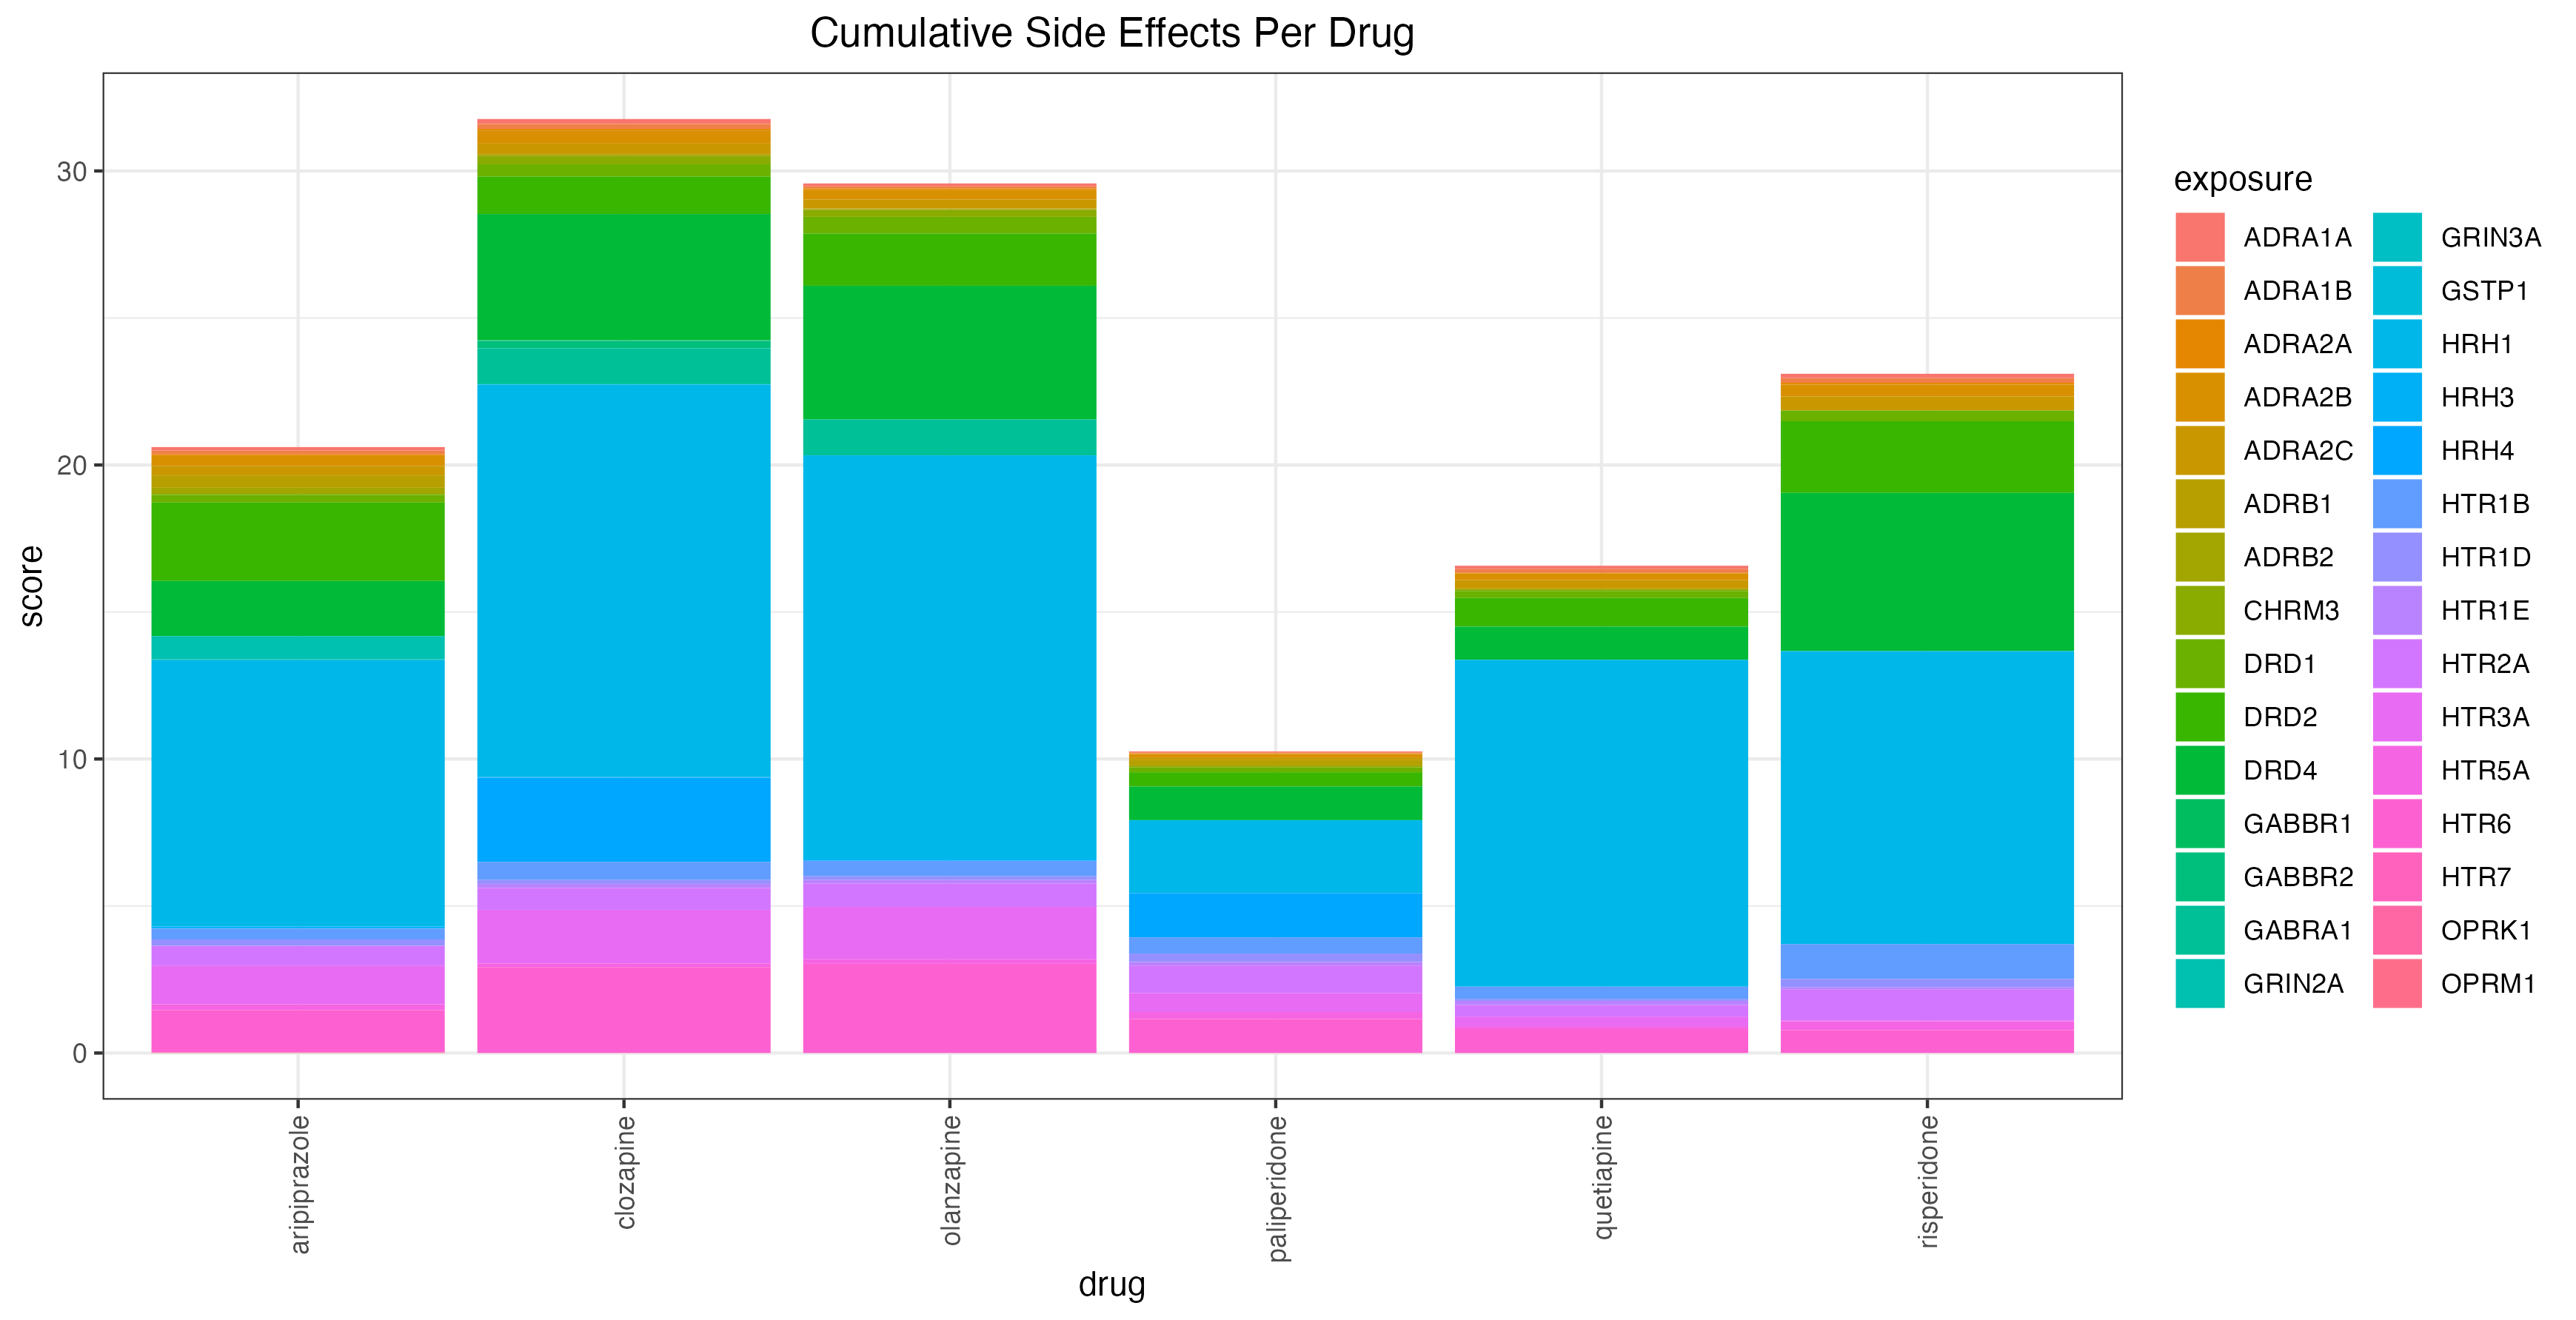 Cumulative Side Effects Per Drug
score
30
20
10
0
aripiprazole
clozapine
olanzapine
paliperidone
quetiapine
risperidone
drug
exposure
ADRA1A
ADRA1B
ADRA2A
ADRA2B
ADRA2C
ADRB1
ADRB2
CHRM3
DRD1
DRD2
DRD4
GABBR1
GABBR2
GABRA1
GRIN2A
GRIN3A
GSTP1
HRH1
HRH3
HRH4
HTR1B
HTR1D
HTR1E
HTR2A
HTR3A
HTR5A
HTR6
HTR7
OPRK1
OPRM1